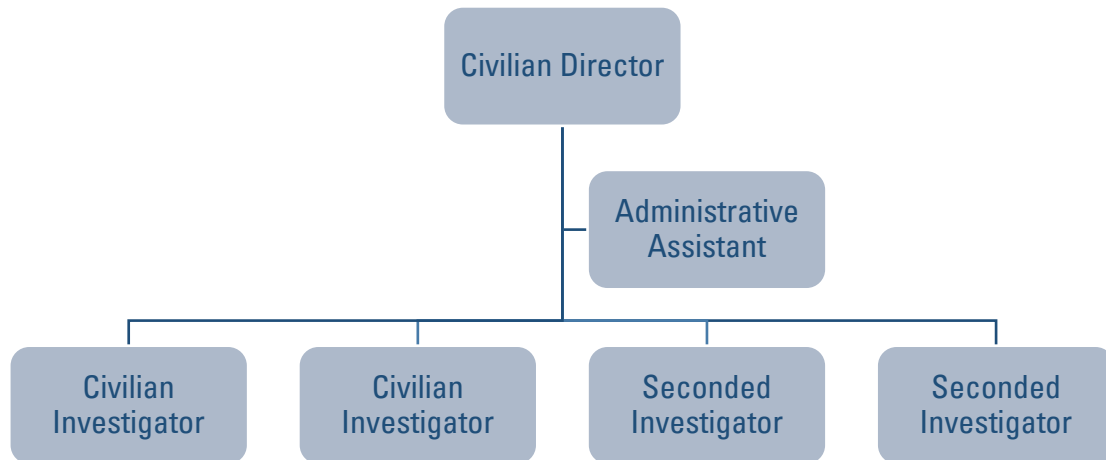 Civilian Director
Administrative
Assistant
Civilian
Investigator
Civilian
Investigator
Seconded
Investigator
Seconded
Investigator